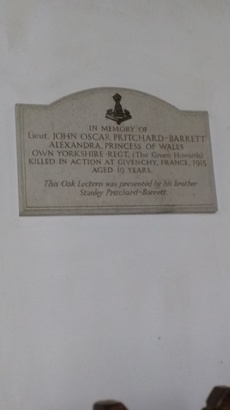 IN MEMORY OF
Lieut. JOHN OSCAR PRITCHARD-BARRETT
ALEXANDRA, PRINCESS OF WALES
OWN YORKSHIRE REGT. (The Green Howards)
KILLED IN ACTION AT GIVENCHY, FRANCE, 1915
AGED 19 YEARS.
This Oak Lectern was presented by his brother
Stanley Pritchard-Barrett.